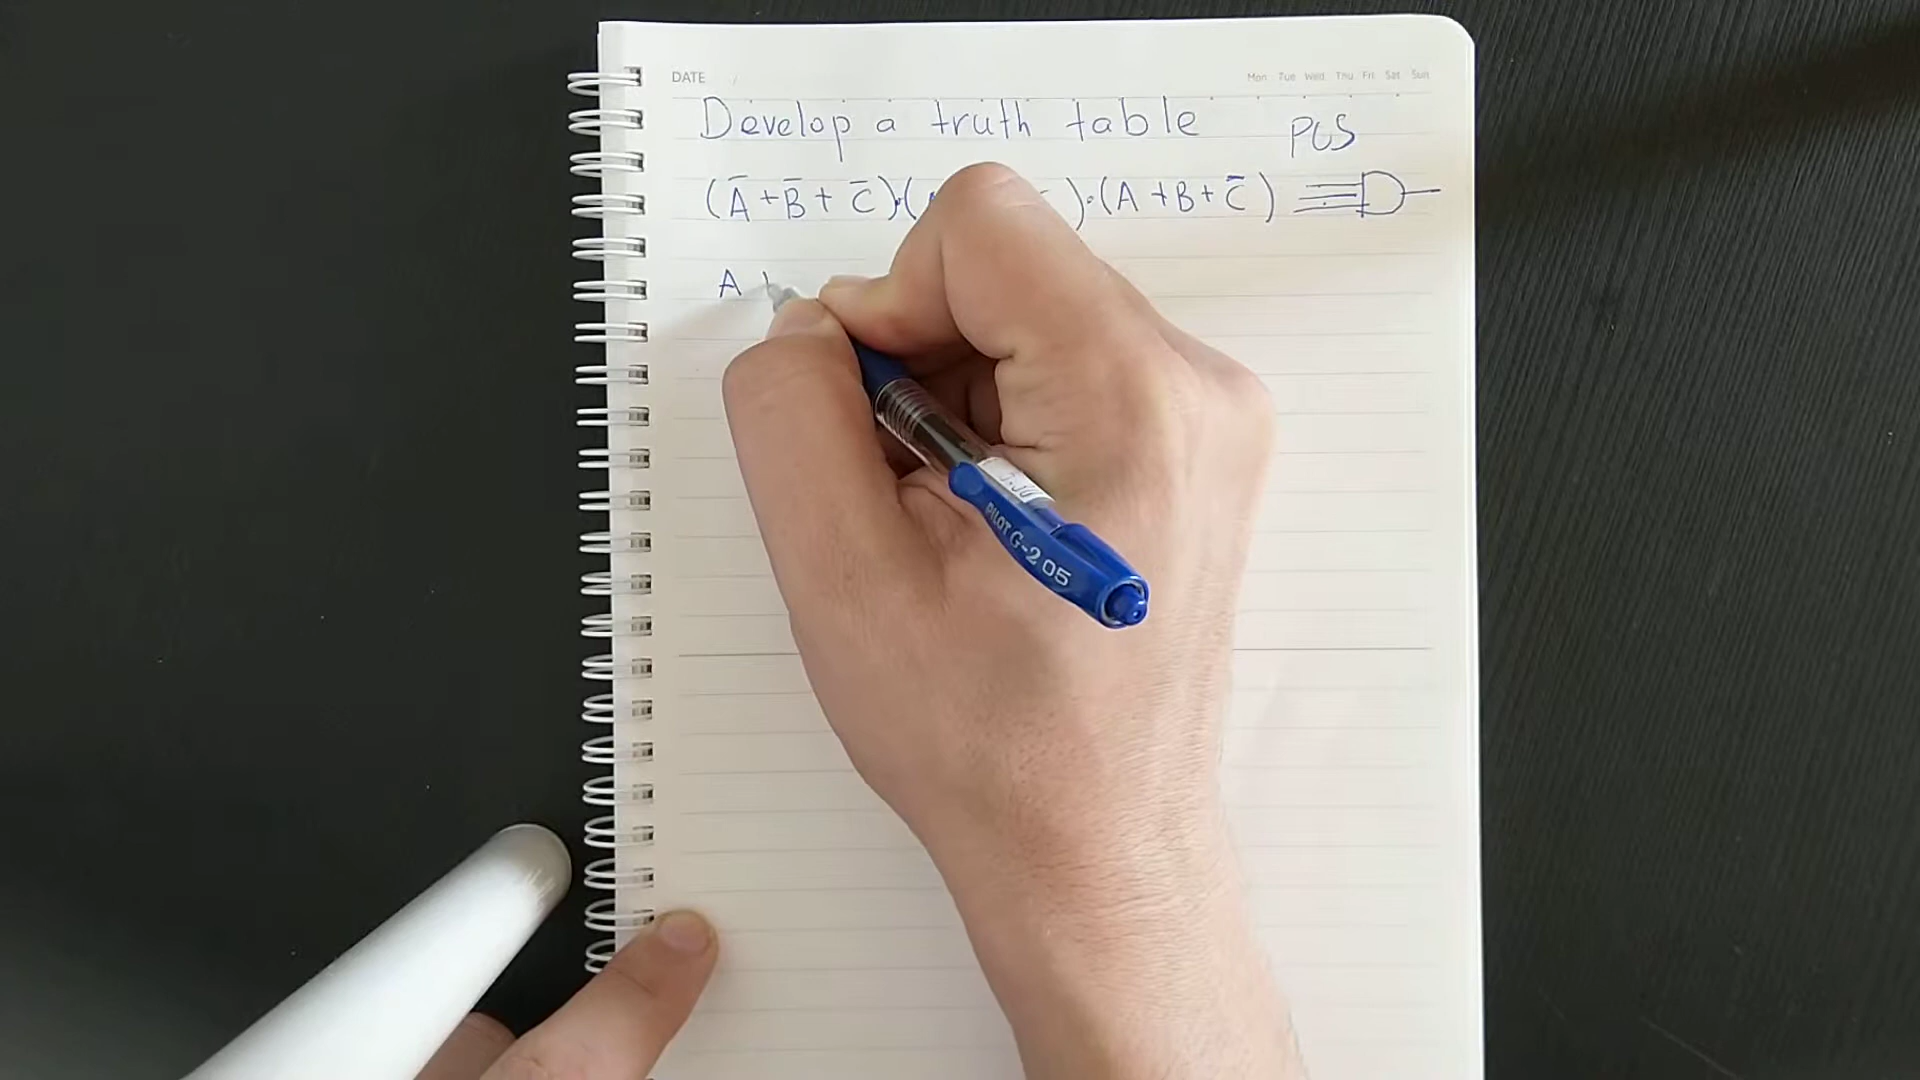 DATE Mon Tue Wed Thu Fri Sat Sun
Develop a truth table POS
(A̅+B̅+C̅)·( )·(A+B+C̅)
A
PILOT G-2 05